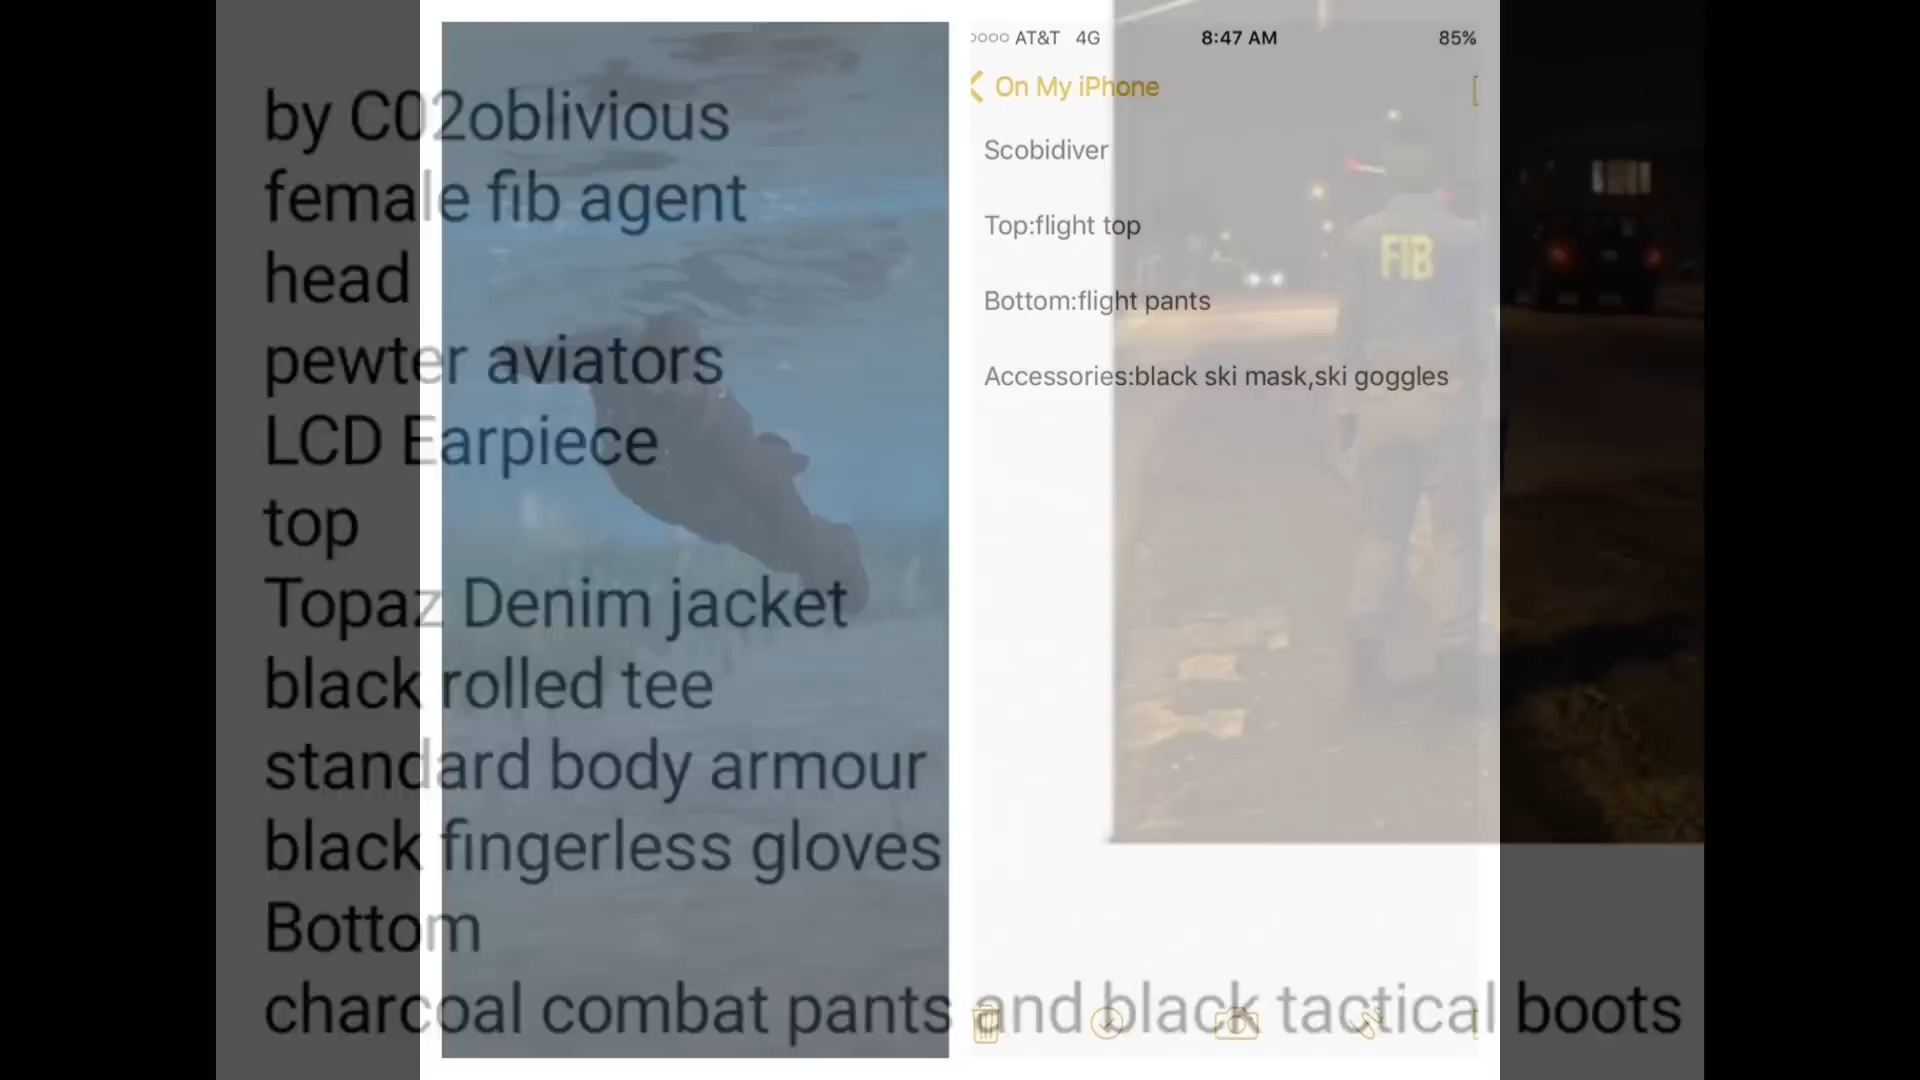 by C02oblivious
female fib agent
head
pewter aviators
LCD Earpiece
top
Topaz Denim jacket
black rolled tee
standard body armour
black fingerless gloves
Bottom
charcoal combat pants and black tactical boots
AT&T 4G 8:47 AM 85%
On My iPhone
Scobidiver
Top:flight top
Bottom:flight pants
Accessories:black ski mask,ski goggles
FIB